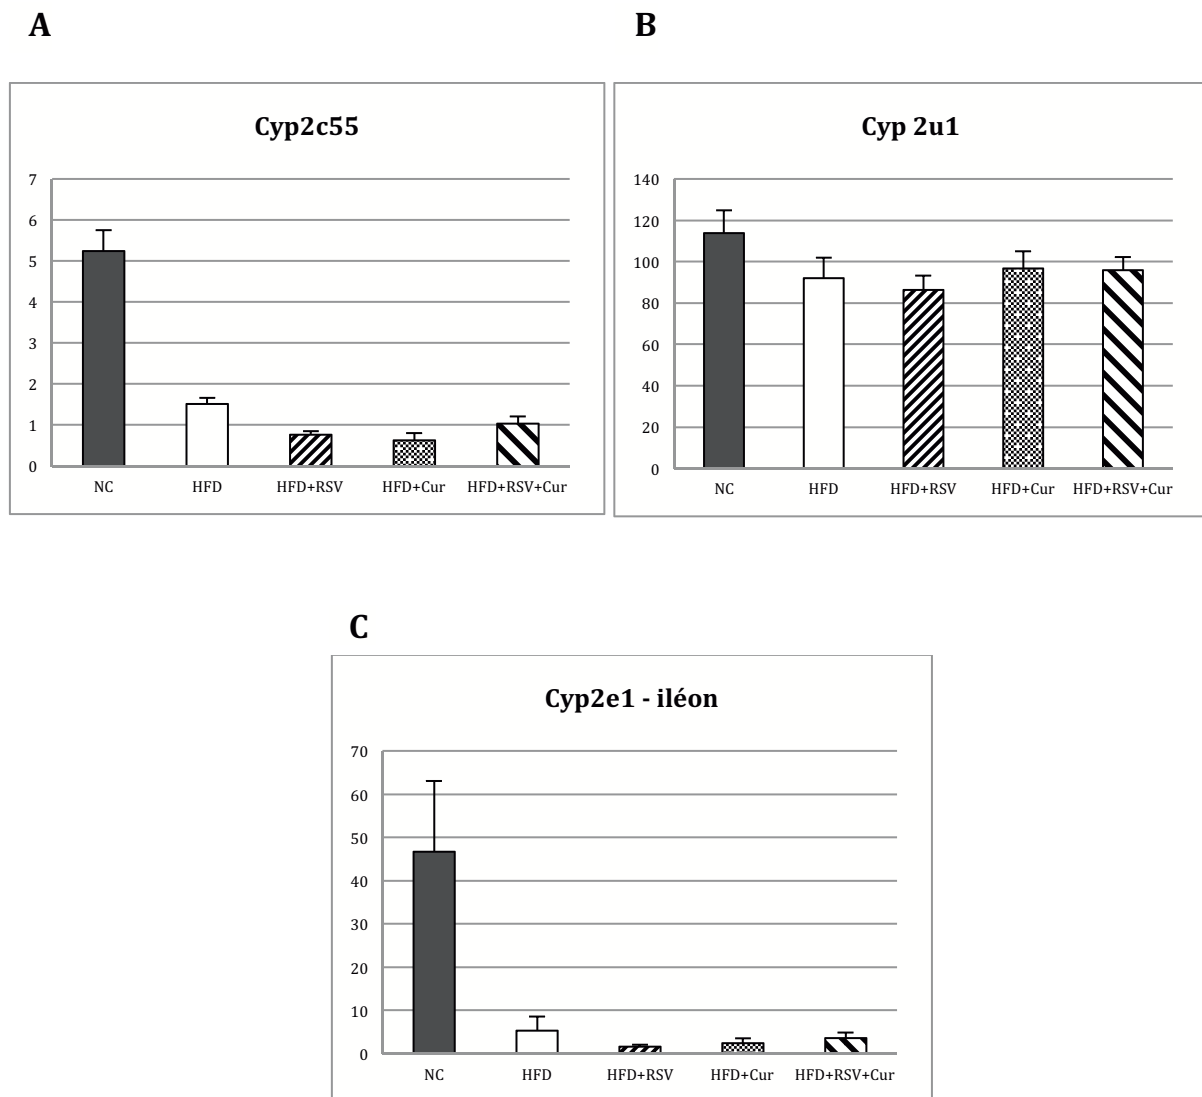 A
B
Cyp2c55
7
6
5
4
3
2
1
0
NC HFD HFD+RSV HFD+Cur HFD+RSV+Cur
Cyp 2u1
140
120
100
80
60
40
20
0
NC HFD HFD+RSV HFD+Cur HFD+RSV+Cur
C
Cyp2e1 - iléon
70
60
50
40
30
20
10
0
NC HFD HFD+RSV HFD+Cur HFD+RSV+Cur